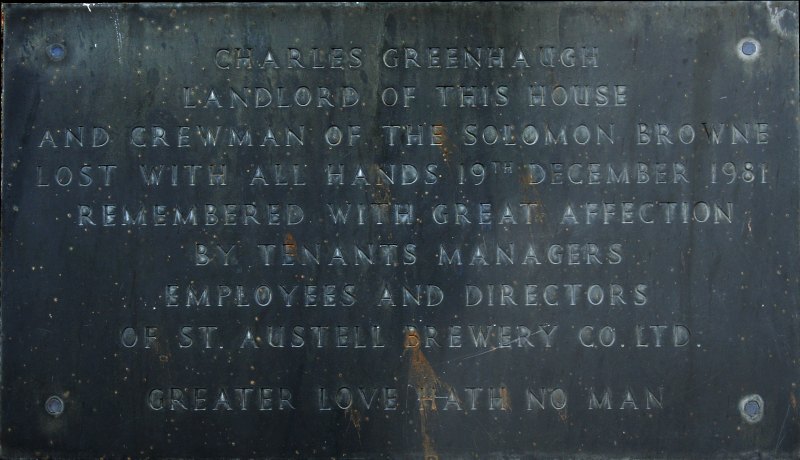 CHARLES GREENHAUGH
LANDLORD OF THIS HOUSE
AND CREWMAN OF THE SOLOMON BROWNE
LOST WITH ALL HANDS 19TH DECEMBER 1981
REMEMBERED WITH GREAT AFFECTION
BY TENANTS MANAGERS
EMPLOYEES AND DIRECTORS
OF ST. AUSTELL BREWERY CO. LTD.
GREATER LOVE HATH NO MAN